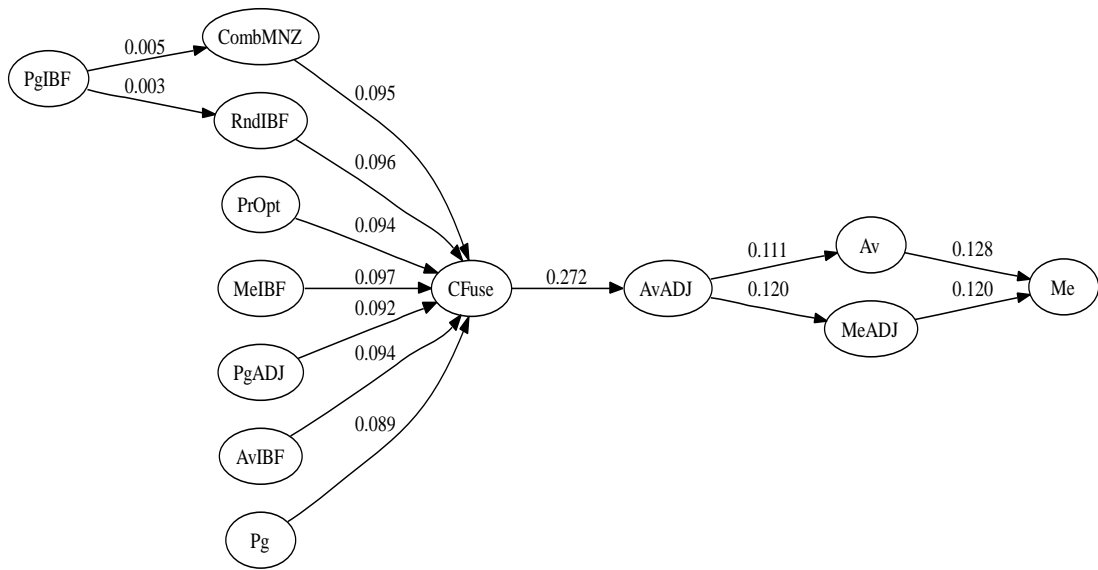 CombMNZ
0.005
PgIBF
0.095
0.003
RndIBF
0.096
PrOpt
0.094
Av
0.111
0.128
MeIBF
0.097
CFuse
0.272
AvADJ
Me
0.092
0.120
0.120
MeADJ
PgADJ
0.094
0.089
AvIBF
Pg